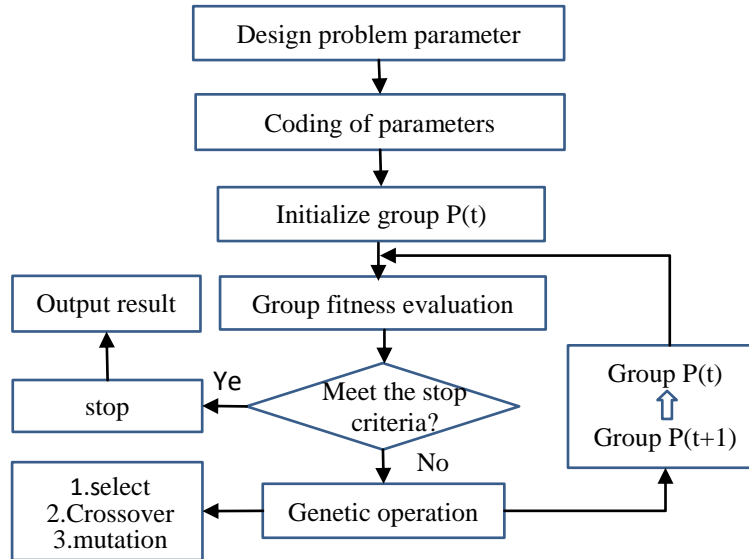 Design problem parameter
Coding of parameters
Initialize group P(t)
Group fitness evaluation
Output result
Meet the stop
criteria?
Ye
stop
No
Genetic operation
1.select
2.Crossover
3.mutation
Group P(t)
Group P(t+1)